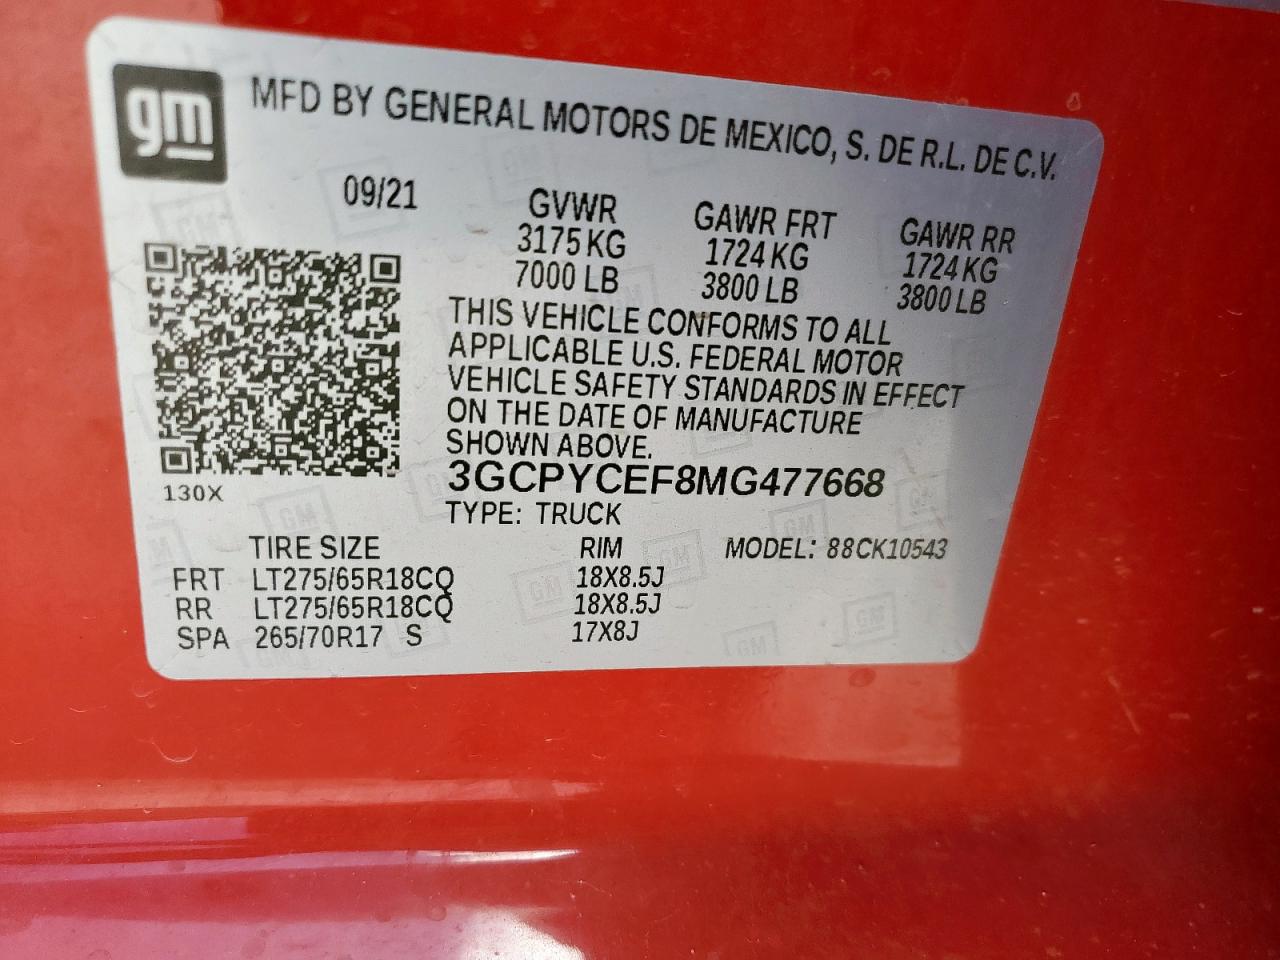 gm
MFD BY GENERAL MOTORS DE MEXICO, S. DE R.L. DE C.V.
09/21 GVWR GAWR FRT GAWR RR
3175 KG 1724 KG 1724 KG
7000 LB 3800 LB 3800 LB
THIS VEHICLE CONFORMS TO ALL
APPLICABLE U.S. FEDERAL MOTOR
VEHICLE SAFETY STANDARDS IN EFFECT
ON THE DATE OF MANUFACTURE
SHOWN ABOVE.
130X
3GCPYCEF8MG477668
TYPE: TRUCK
TIRE SIZE RIM MODEL: 88CK10543
FRT LT275/65R18CQ 18X8.5J
RR LT275/65R18CQ 18X8.5J
SPA 265/70R17 S 17X8J